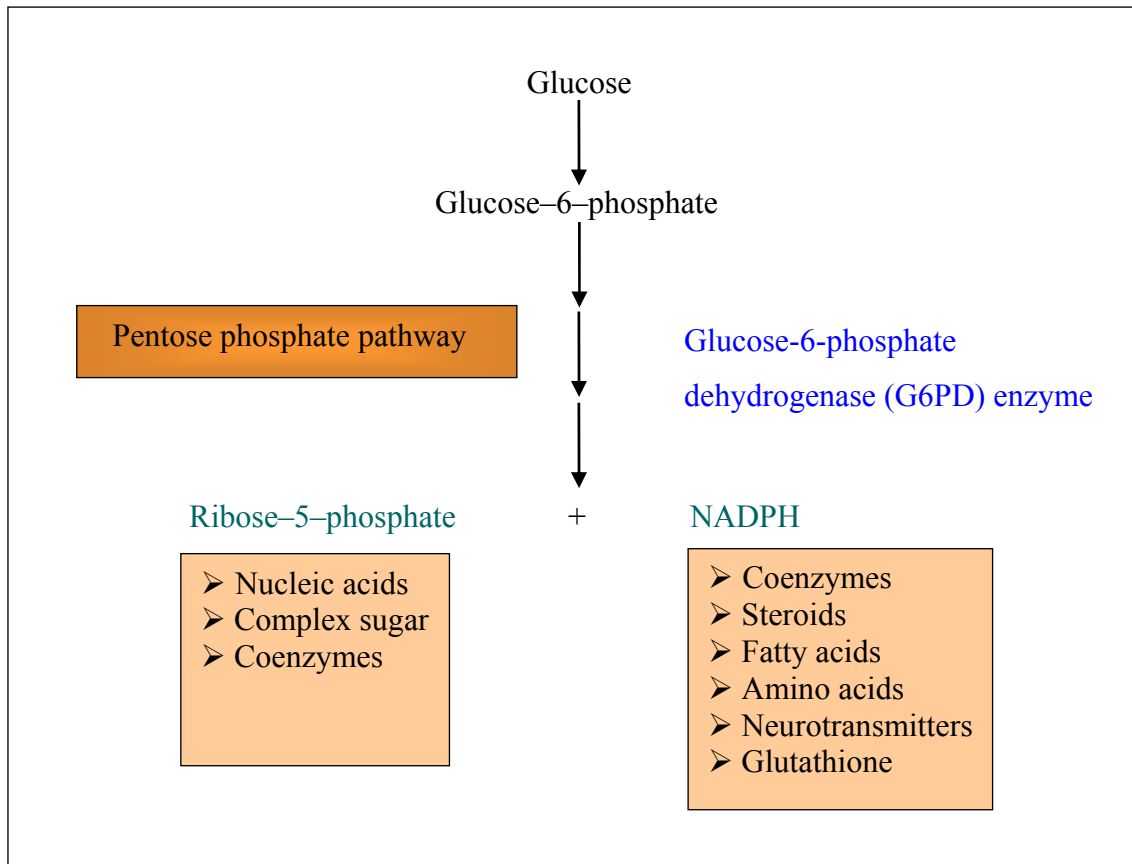 Glucose
Glucose–6–phosphate
Pentose phosphate pathway
Glucose-6-phosphate
dehydrogenase (G6PD) enzyme
Ribose–5–phosphate + NADPH
➢ Nucleic acids
➢ Complex sugar
➢ Coenzymes
➢ Coenzymes
➢ Steroids
➢ Fatty acids
➢ Amino acids
➢ Neurotransmitters
➢ Glutathione